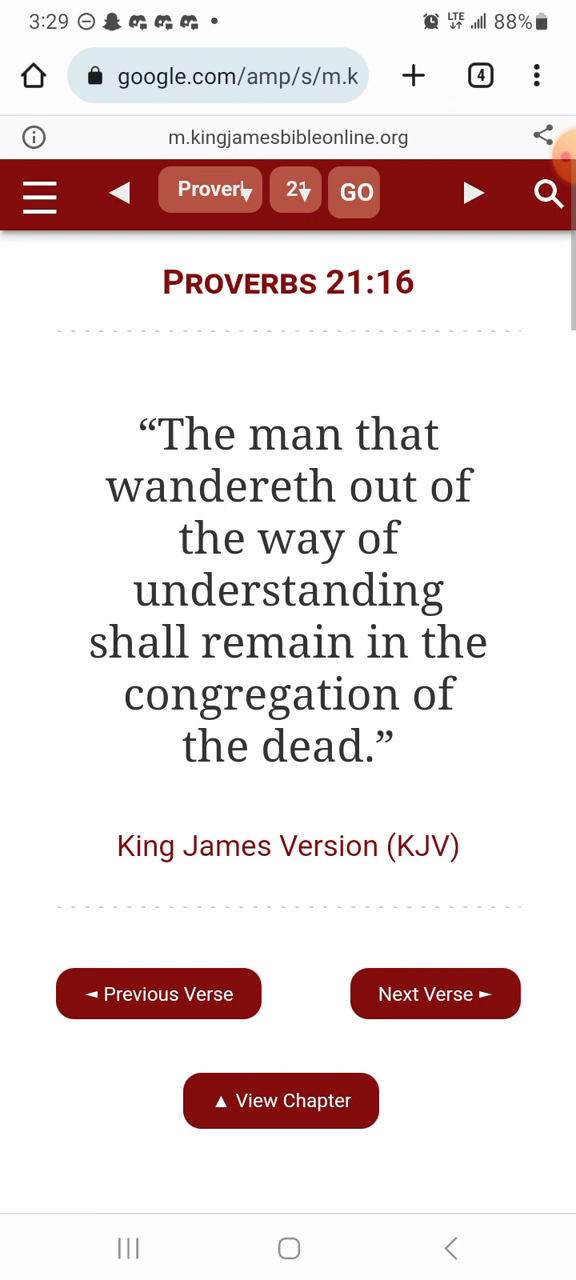 3:29 LTE 88%
google.com/amp/s/m.k 4
m.kingjamesbibleonline.org
21 GO
PROVERBS 21:16
“The man that
wandereth out of
the way of
understanding
shall remain in the
congregation of
the dead.”
King James Version (KJV)
◄ Previous Verse Next Verse ►
▲ View Chapter